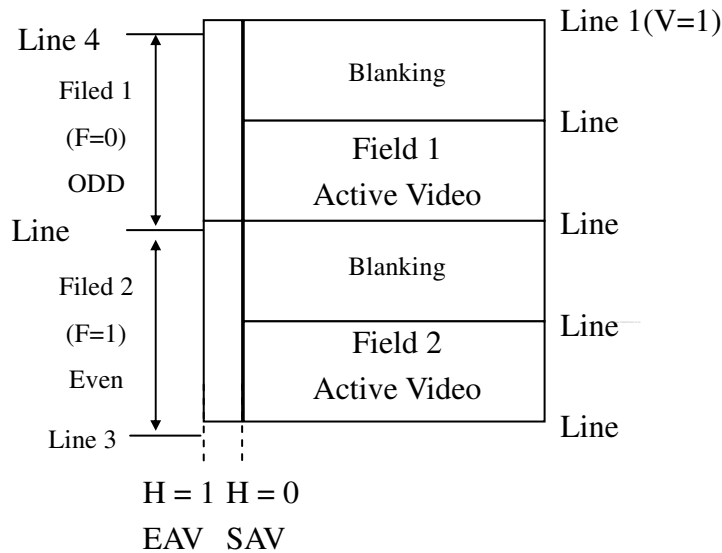 Line 1(V=1)
Line 4
Blanking
Filed 1
(F=0)
ODD
Line
Field 1
Active Video
Line
Line
Blanking
Filed 2
(F=1)
Even
Line
Field 2
Active Video
Line
Line 3
H = 1 H = 0
EAV SAV